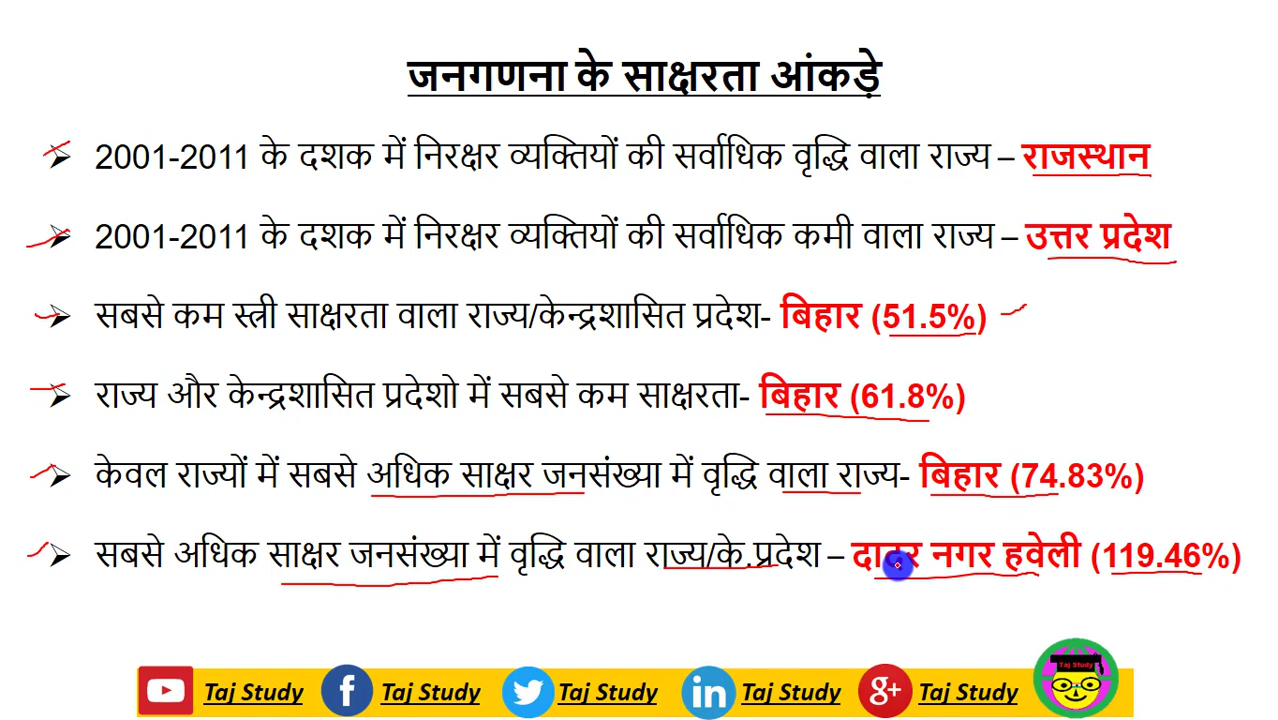 जनगणना के साक्षरता आंकड़े
2001-2011 के दशक में निरक्षर व्यक्तियों की सर्वाधिक वृद्धि वाला राज्य – राजस्थान
2001-2011 के दशक में निरक्षर व्यक्तियों की सर्वाधिक कमी वाला राज्य – उत्तर प्रदेश
सबसे कम स्त्री साक्षरता वाला राज्य/केन्द्रशासित प्रदेश- बिहार (51.5%)
राज्य और केन्द्रशासित प्रदेशो में सबसे कम साक्षरता- बिहार (61.8%)
केवल राज्यों में सबसे अधिक साक्षर जनसंख्या में वृद्धि वाला राज्य- बिहार (74.83%)
सबसे अधिक साक्षर जनसंख्या में वृद्धि वाला राज्य/के.प्रदेश – दादर नगर हवेली (119.46%)
Taj Study Taj Study Taj Study Taj Study Taj Study Taj Study